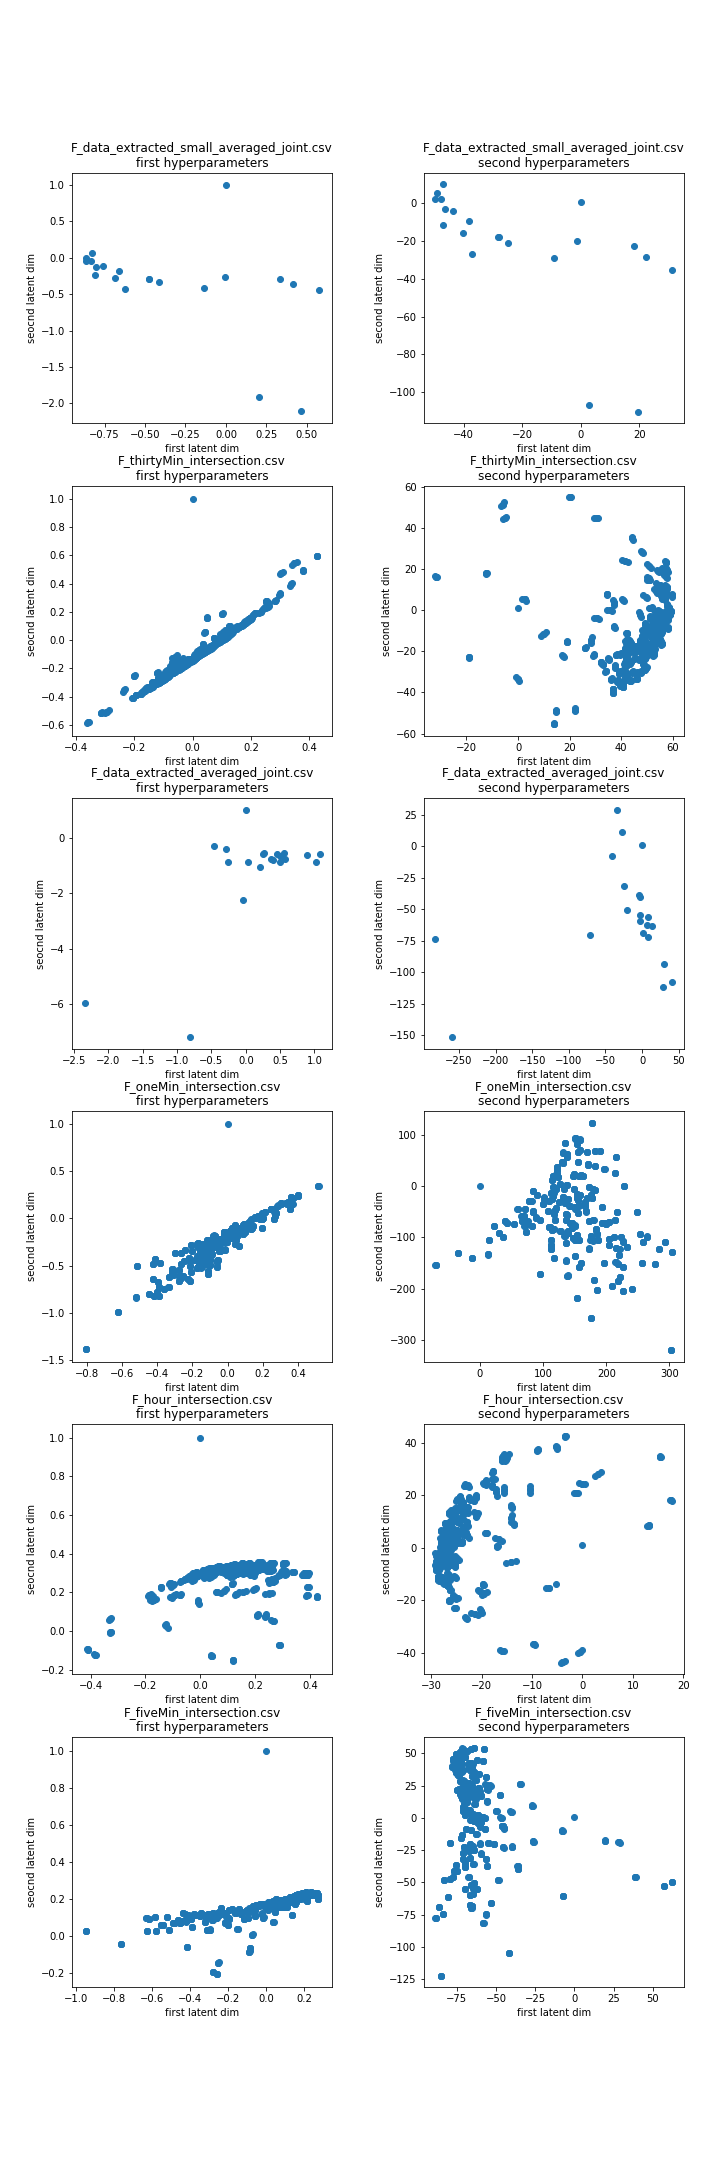 F_data_extracted_small_averaged_joint.csv
first hyperparameters
1.0
0.5
0.0
−0.5
−1.0
−1.5
−2.0
seocnd latent dim
−0.75 −0.50 −0.25 0.00 0.25 0.50
first latent dim
F_data_extracted_small_averaged_joint.csv
second hyperparameters
0
−20
−40
−60
−80
−100
second latent dim
−40 −20 0 20
first latent dim
F_thirtyMin_intersection.csv
first hyperparameters
1.0
0.8
0.6
0.4
0.2
0.0
−0.2
−0.4
−0.6
seocnd latent dim
−0.4 −0.2 0.0 0.2 0.4
first latent dim
F_thirtyMin_intersection.csv
second hyperparameters
60
40
20
0
−20
−40
−60
second latent dim
−20 0 20 40 60
first latent dim
F_data_extracted_averaged_joint.csv
first hyperparameters
0
−2
−4
−6
seocnd latent dim
−2.5 −2.0 −1.5 −1.0 −0.5 0.0 0.5 1.0
first latent dim
F_data_extracted_averaged_joint.csv
second hyperparameters
25
0
−25
−50
−75
−100
−125
−150
second latent dim
−250 −200 −150 −100 −50 0 50
first latent dim
F_oneMin_intersection.csv
first hyperparameters
1.0
0.5
0.0
−0.5
−1.0
−1.5
seocnd latent dim
−0.8 −0.6 −0.4 −0.2 0.0 0.2 0.4
first latent dim
F_oneMin_intersection.csv
second hyperparameters
100
0
−100
−200
−300
second latent dim
0 100 200 300
first latent dim
F_hour_intersection.csv
first hyperparameters
1.0
0.8
0.6
0.4
0.2
0.0
−0.2
seocnd latent dim
−0.4 −0.2 0.0 0.2 0.4
first latent dim
F_hour_intersection.csv
second hyperparameters
40
20
0
−20
−40
second latent dim
−30 −20 −10 0 10 20
first latent dim
F_fiveMin_intersection.csv
first hyperparameters
1.0
0.8
0.6
0.4
0.2
0.0
−0.2
seocnd latent dim
−1.0 −0.8 −0.6 −0.4 −0.2 0.0 0.2
first latent dim
F_fiveMin_intersection.csv
second hyperparameters
50
25
0
−25
−50
−75
−100
−125
second latent dim
−75 −50 −25 0 25 50
first latent dim